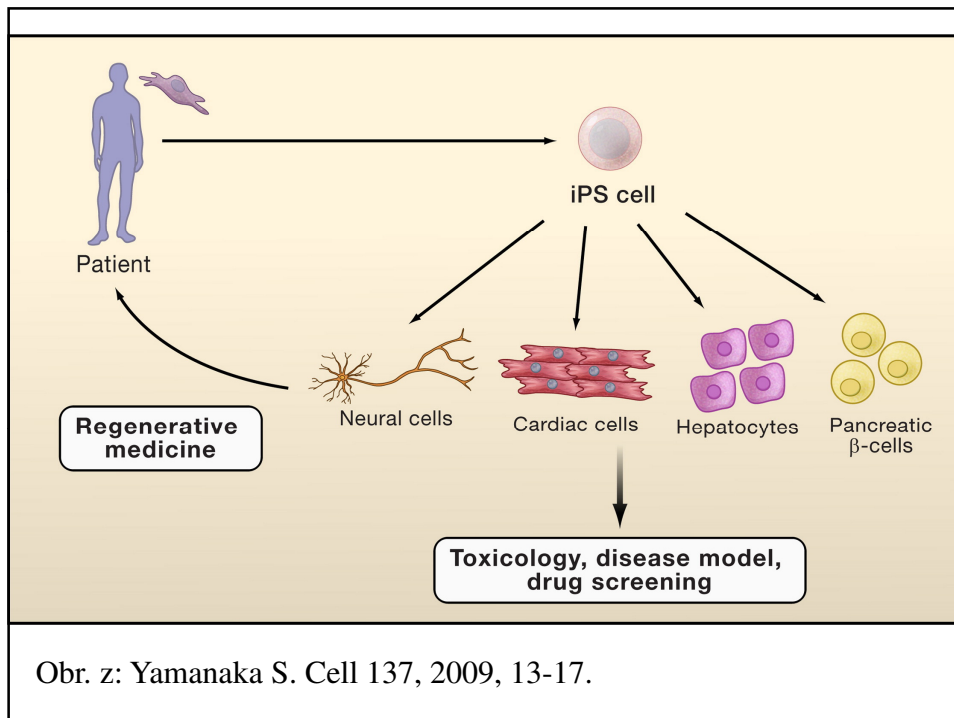 iPS cell
Patient
Neural cells
Cardiac cells
Hepatocytes
Pancreatic
β-cells
Regenerative
medicine
Toxicology, disease model,
drug screening
Obr. z: Yamanaka S. Cell 137, 2009, 13-17.